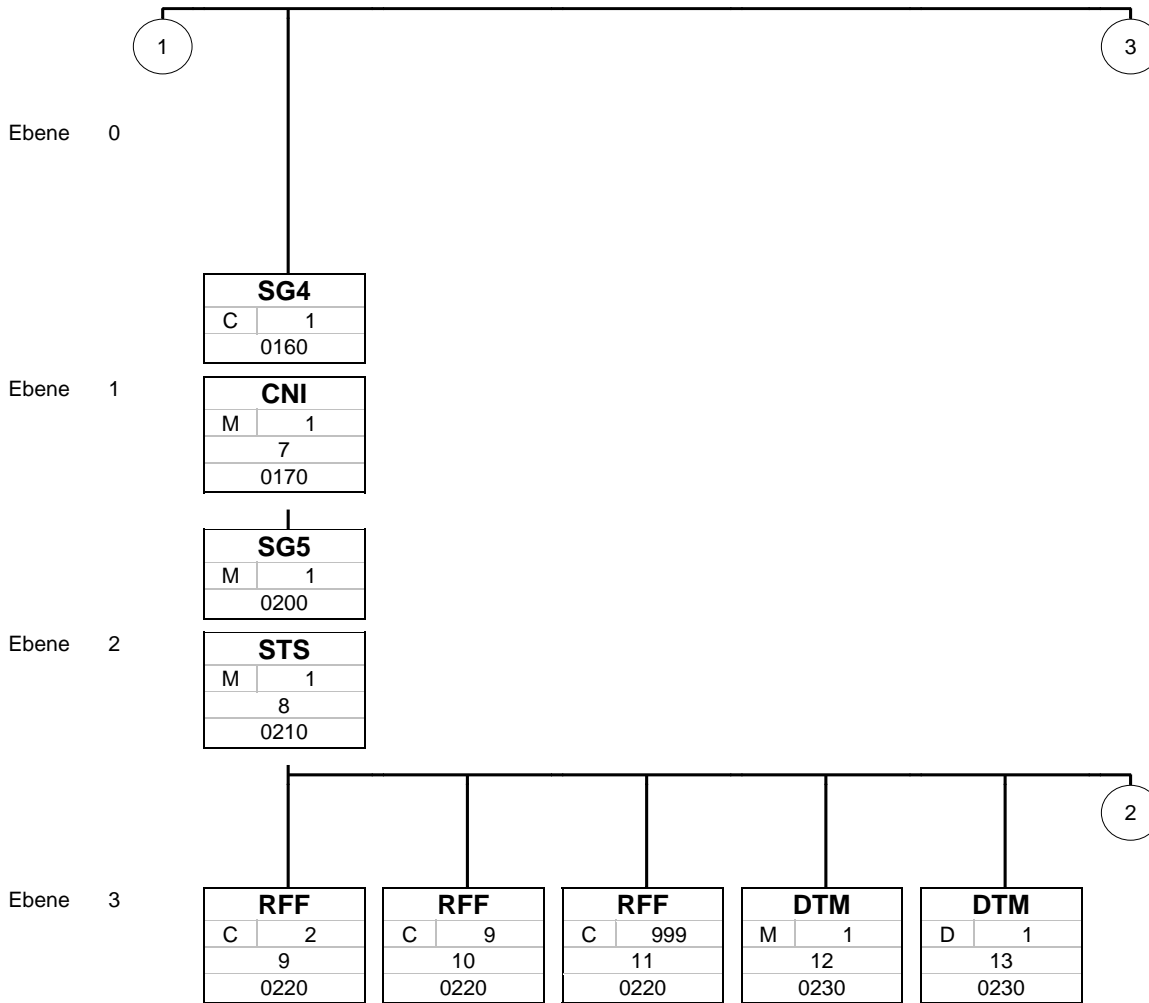 1
3
Ebene 0
SG4
C 1
0160
Ebene 1
CNI
M 1
7
0170
SG5
M 1
0200
Ebene 2
STS
M 1
8
0210
2
Ebene 3
RFF RFF RFF DTM DTM
C 2 C 9 C 999 M 1 D 1
9 10 11 12 13
0220 0220 0220 0230 0230